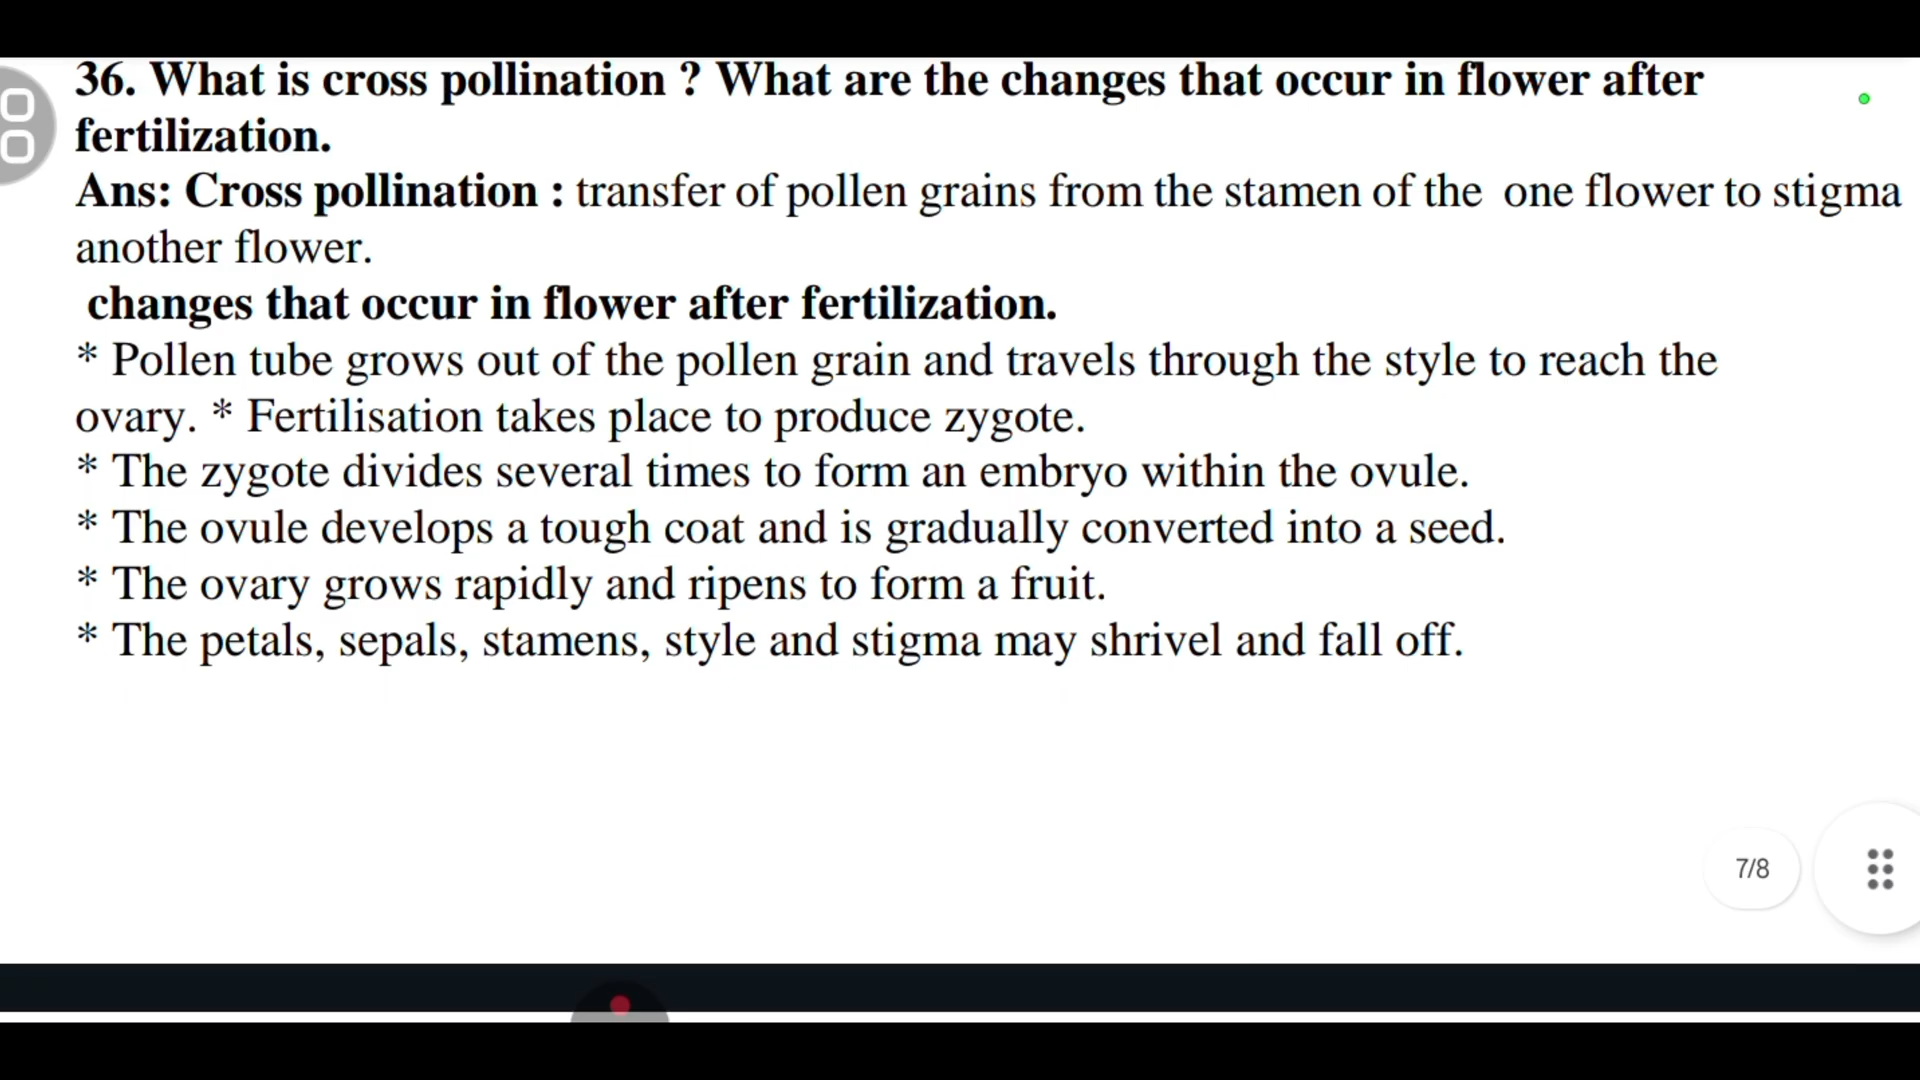 36. What is cross pollination ? What are the changes that occur in flower after
fertilization.
Ans: Cross pollination : transfer of pollen grains from the stamen of the one flower to stigma
another flower.
changes that occur in flower after fertilization.
* Pollen tube grows out of the pollen grain and travels through the style to reach the
ovary. * Fertilisation takes place to produce zygote.
* The zygote divides several times to form an embryo within the ovule.
* The ovule develops a tough coat and is gradually converted into a seed.
* The ovary grows rapidly and ripens to form a fruit.
* The petals, sepals, stamens, style and stigma may shrivel and fall off.
7/8